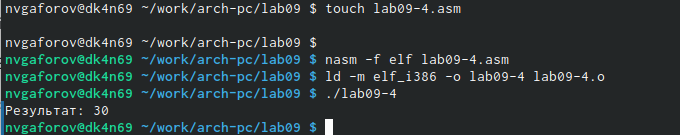 nvgaforov@dk4n69 ~/work/arch-pc/lab09 $ touch lab09-4.asm
nvgaforov@dk4n69 ~/work/arch-pc/lab09 $
nvgaforov@dk4n69 ~/work/arch-pc/lab09 $ nasm -f elf lab09-4.asm
nvgaforov@dk4n69 ~/work/arch-pc/lab09 $ ld -m elf_i386 -o lab09-4 lab09-4.o
nvgaforov@dk4n69 ~/work/arch-pc/lab09 $ ./lab09-4
Результат: 30
nvgaforov@dk4n69 ~/work/arch-pc/lab09 $